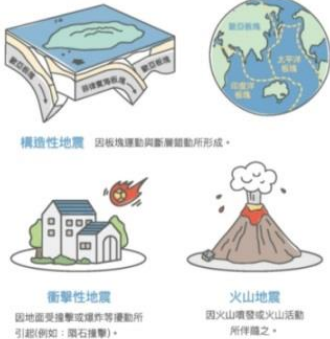 歐亞板塊
菲律賓海板塊
歐亞板塊
歐亞板塊
太平洋
板塊
印度洋
板塊
構造性地震 因板塊運動與斷層錯動所形成。
衝擊性地震
因地面受撞擊或爆炸等擾動所
引起(例如：隕石撞擊)。
火山地震
因火山噴發或火山活動
所伴隨之。